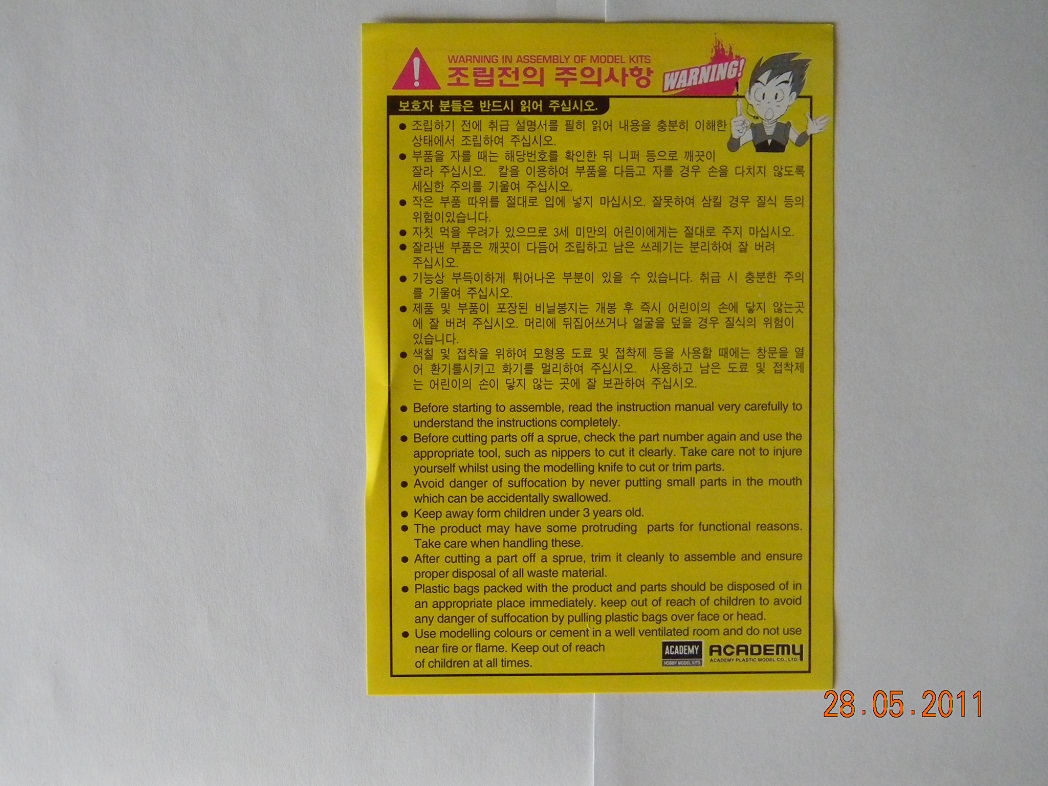 WARNING IN ASSEMBLY OF MODEL KITS
조립전의 주의사항
WARNING!
보호자 분들은 반드시 읽어 주십시오.
● 조립하기 전에 취급 설명서를 필히 읽어 내용을 충분히 이해한
상태에서 조립하여 주십시오.
● 부품을 자를 때는 해당번호를 확인한 뒤 니퍼 등으로 깨끗이
잘라 주십시오. 칼을 이용하여 부품을 다듬고 자를 경우 손을 다치지 않도록
세심한 주의를 기울여 주십시오.
● 작은 부품 따위를 절대로 입에 넣지 마십시오. 잘못하여 삼킬 경우 질식 등의
위험이있습니다.
● 자칫 먹을 우려가 있으므로 3세 미만의 어린이에게는 절대로 주지 마십시오.
● 잘라낸 부품은 깨끗이 다듬어 조립하고 남은 쓰레기는 분리하여 잘 버려
주십시오.
● 기능상 부득이하게 튀어나온 부분이 있을 수 있습니다. 취급 시 충분한 주의
를 기울여 주십시오.
● 제품 및 부품이 포장된 비닐봉지는 개봉 후 즉시 어린이의 손에 닿지 않는곳
에 잘 버려 주십시오. 머리에 뒤집어쓰거나 얼굴을 덮을 경우 질식의 위험이
있습니다.
● 색칠 및 접착을 위하여 모형용 도료 및 접착제 등을 사용할 때에는 창문을 열
어 환기를시키고 화기를 멀리하여 주십시오. 사용하고 남은 도료 및 접착제
는 어린이의 손이 닿지 않는 곳에 잘 보관하여 주십시오.
● Before starting to assemble, read the instruction manual very carefully to
understand the instructions completely.
● Before cutting parts off a sprue, check the part number again and use the
appropriate tool, such as nippers to cut it clearly. Take care not to injure
yourself whilst using the modelling knife to cut or trim parts.
● Avoid danger of suffocation by never putting small parts in the mouth
which can be accidentally swallowed.
● Keep away form children under 3 years old.
● The product may have some protruding parts for functional reasons.
Take care when handling these.
● After cutting a part off a sprue, trim it cleanly to assemble and ensure
proper disposal of all waste material.
● Plastic bags packed with the product and parts should be disposed of in
an appropriate place immediately. keep out of reach of children to avoid
any danger of suffocation by pulling plastic bags over face or head.
● Use modelling colours or cement in a well ventilated room and do not use
near fire or flame. Keep out of reach
of children at all times.
ACADEMY
HOBBY MODEL KITS
ACADEMY
ACADEMY PLASTIC MODEL CO., LTD.
28.05.2011